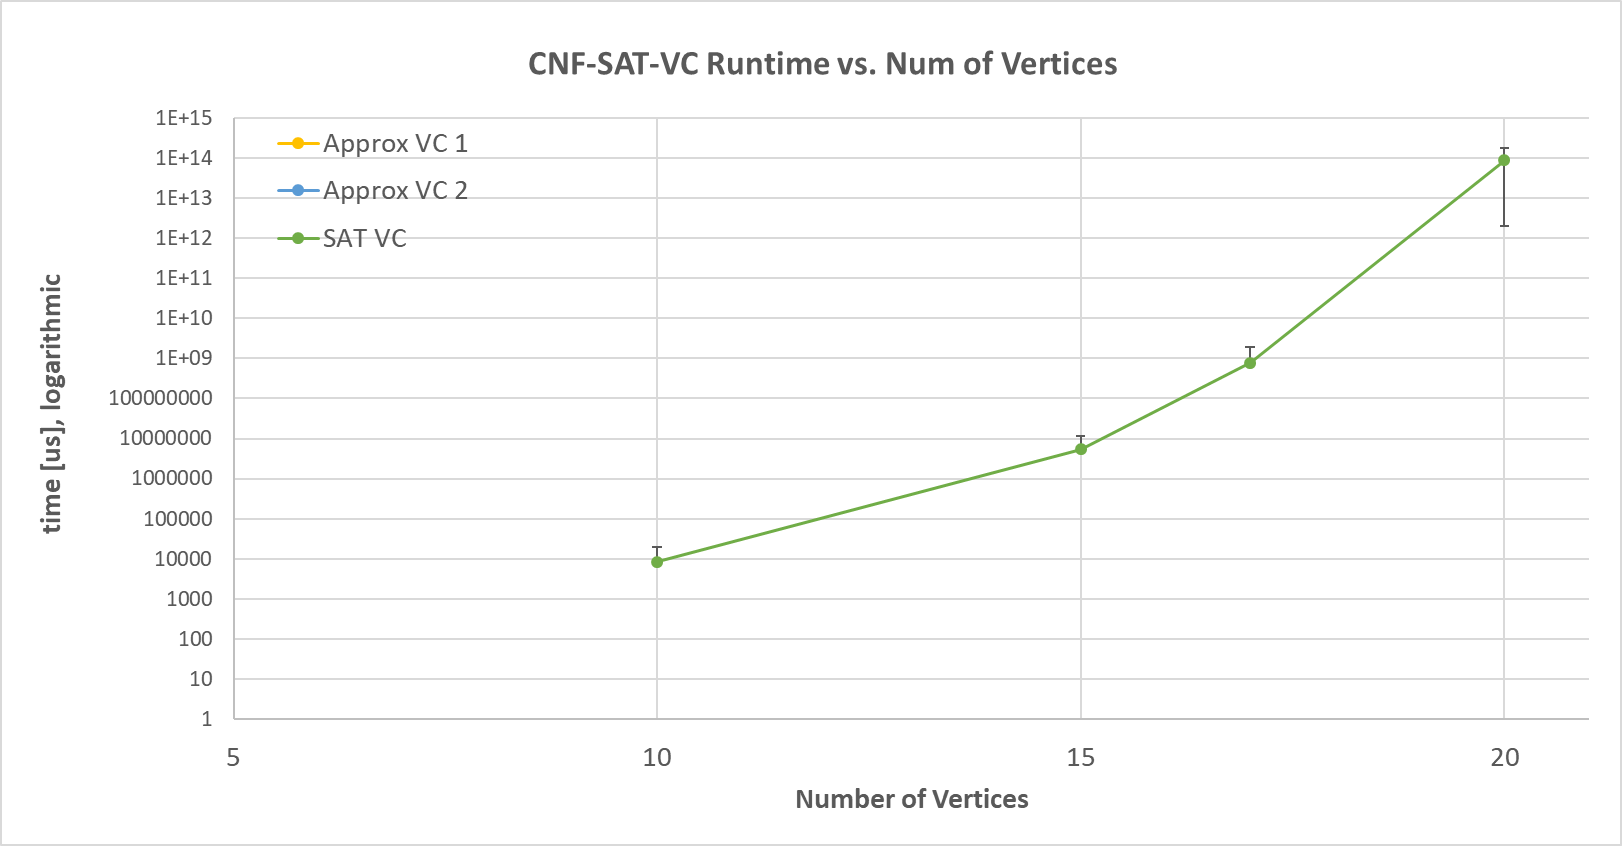 CNF-SAT-VC Runtime vs. Num of Vertices
1E+15
1E+14
1E+13
1E+12
1E+11
1E+10
1E+09
100000000
10000000
1000000
100000
10000
1000
100
10
1
Approx VC 1
Approx VC 2
SAT VC
time [us], logarithmic
5 10 15 20
Number of Vertices